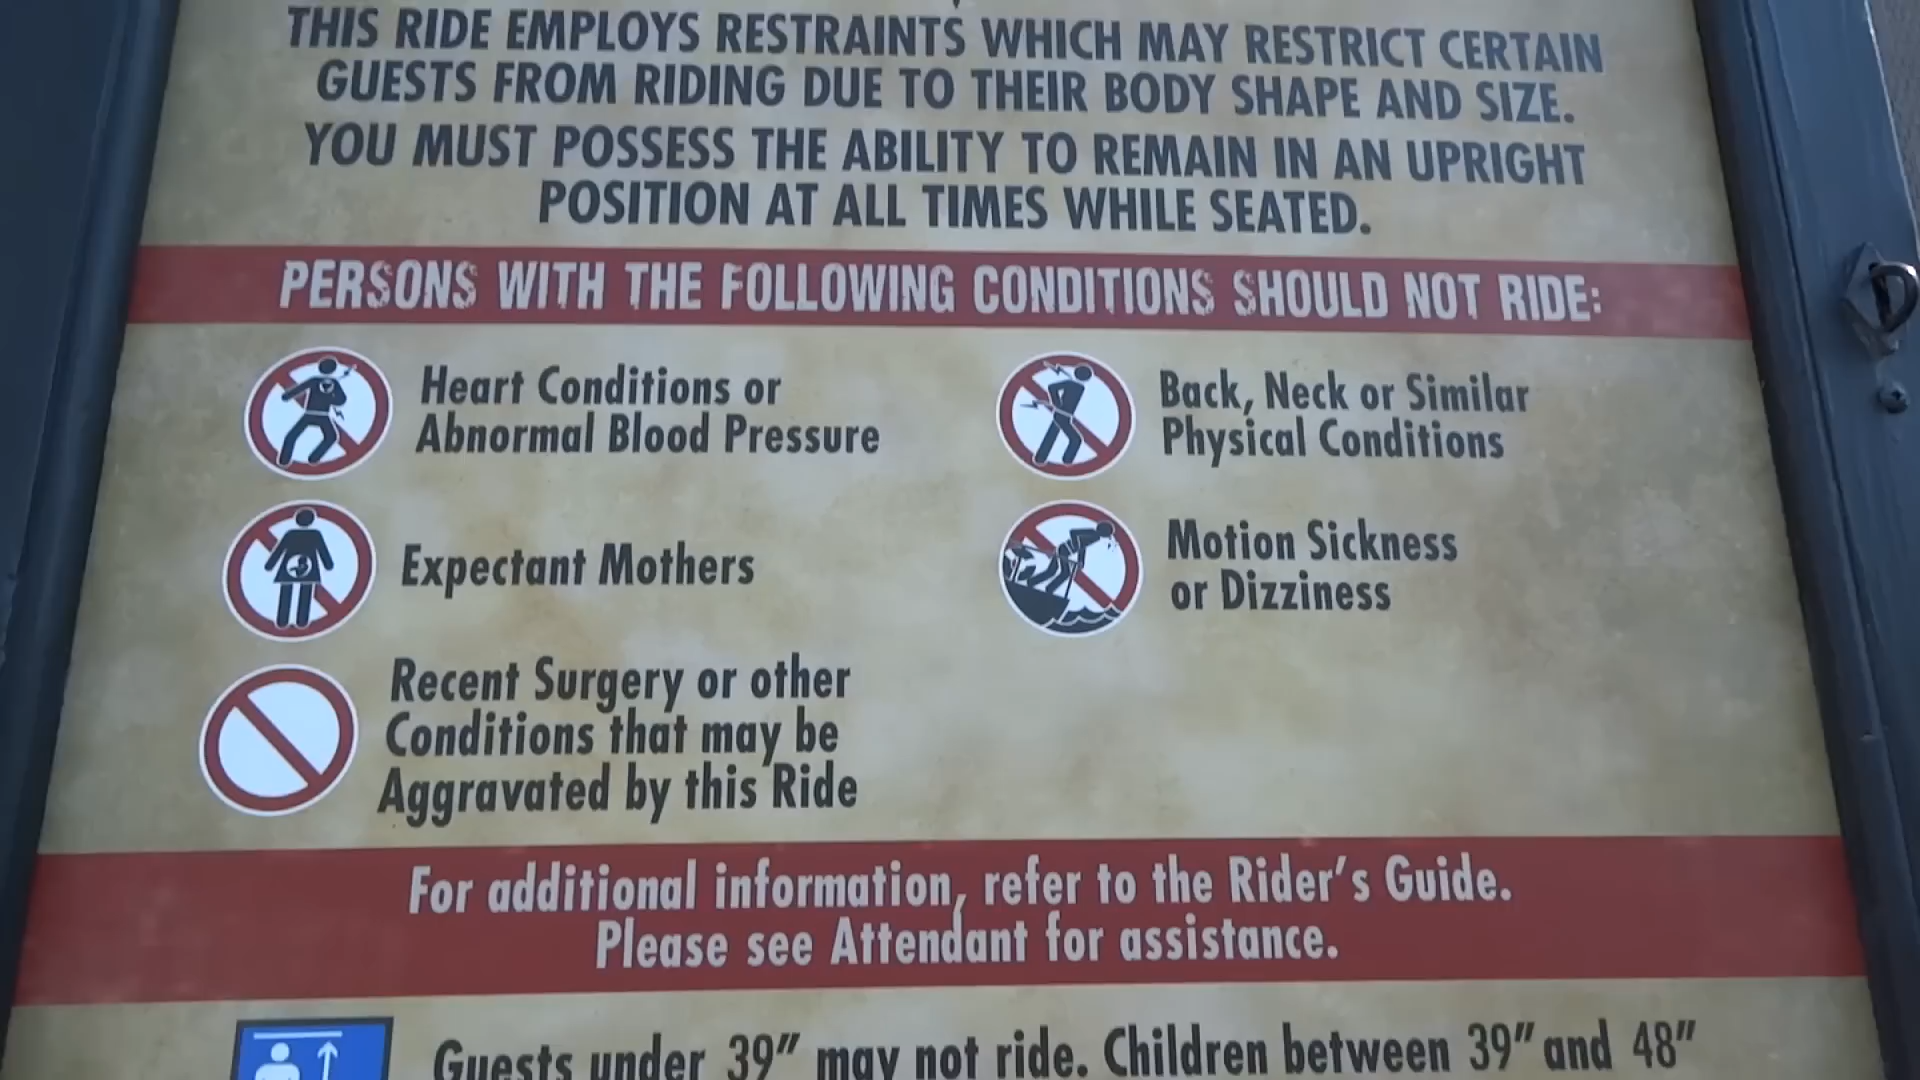 THIS RIDE EMPLOYS RESTRAINTS WHICH MAY RESTRICT CERTAIN
GUESTS FROM RIDING DUE TO THEIR BODY SHAPE AND SIZE.
YOU MUST POSSESS THE ABILITY TO REMAIN IN AN UPRIGHT
POSITION AT ALL TIMES WHILE SEATED.
PERSONS WITH THE FOLLOWING CONDITIONS SHOULD NOT RIDE:
Heart Conditions or
Abnormal Blood Pressure
Back, Neck or Similar
Physical Conditions
Expectant Mothers
Motion Sickness
or Dizziness
Recent Surgery or other
Conditions that may be
Aggravated by this Ride
For additional information, refer to the Rider's Guide.
Please see Attendant for assistance.
Guests under 39" may not ride. Children between 39" and 48"